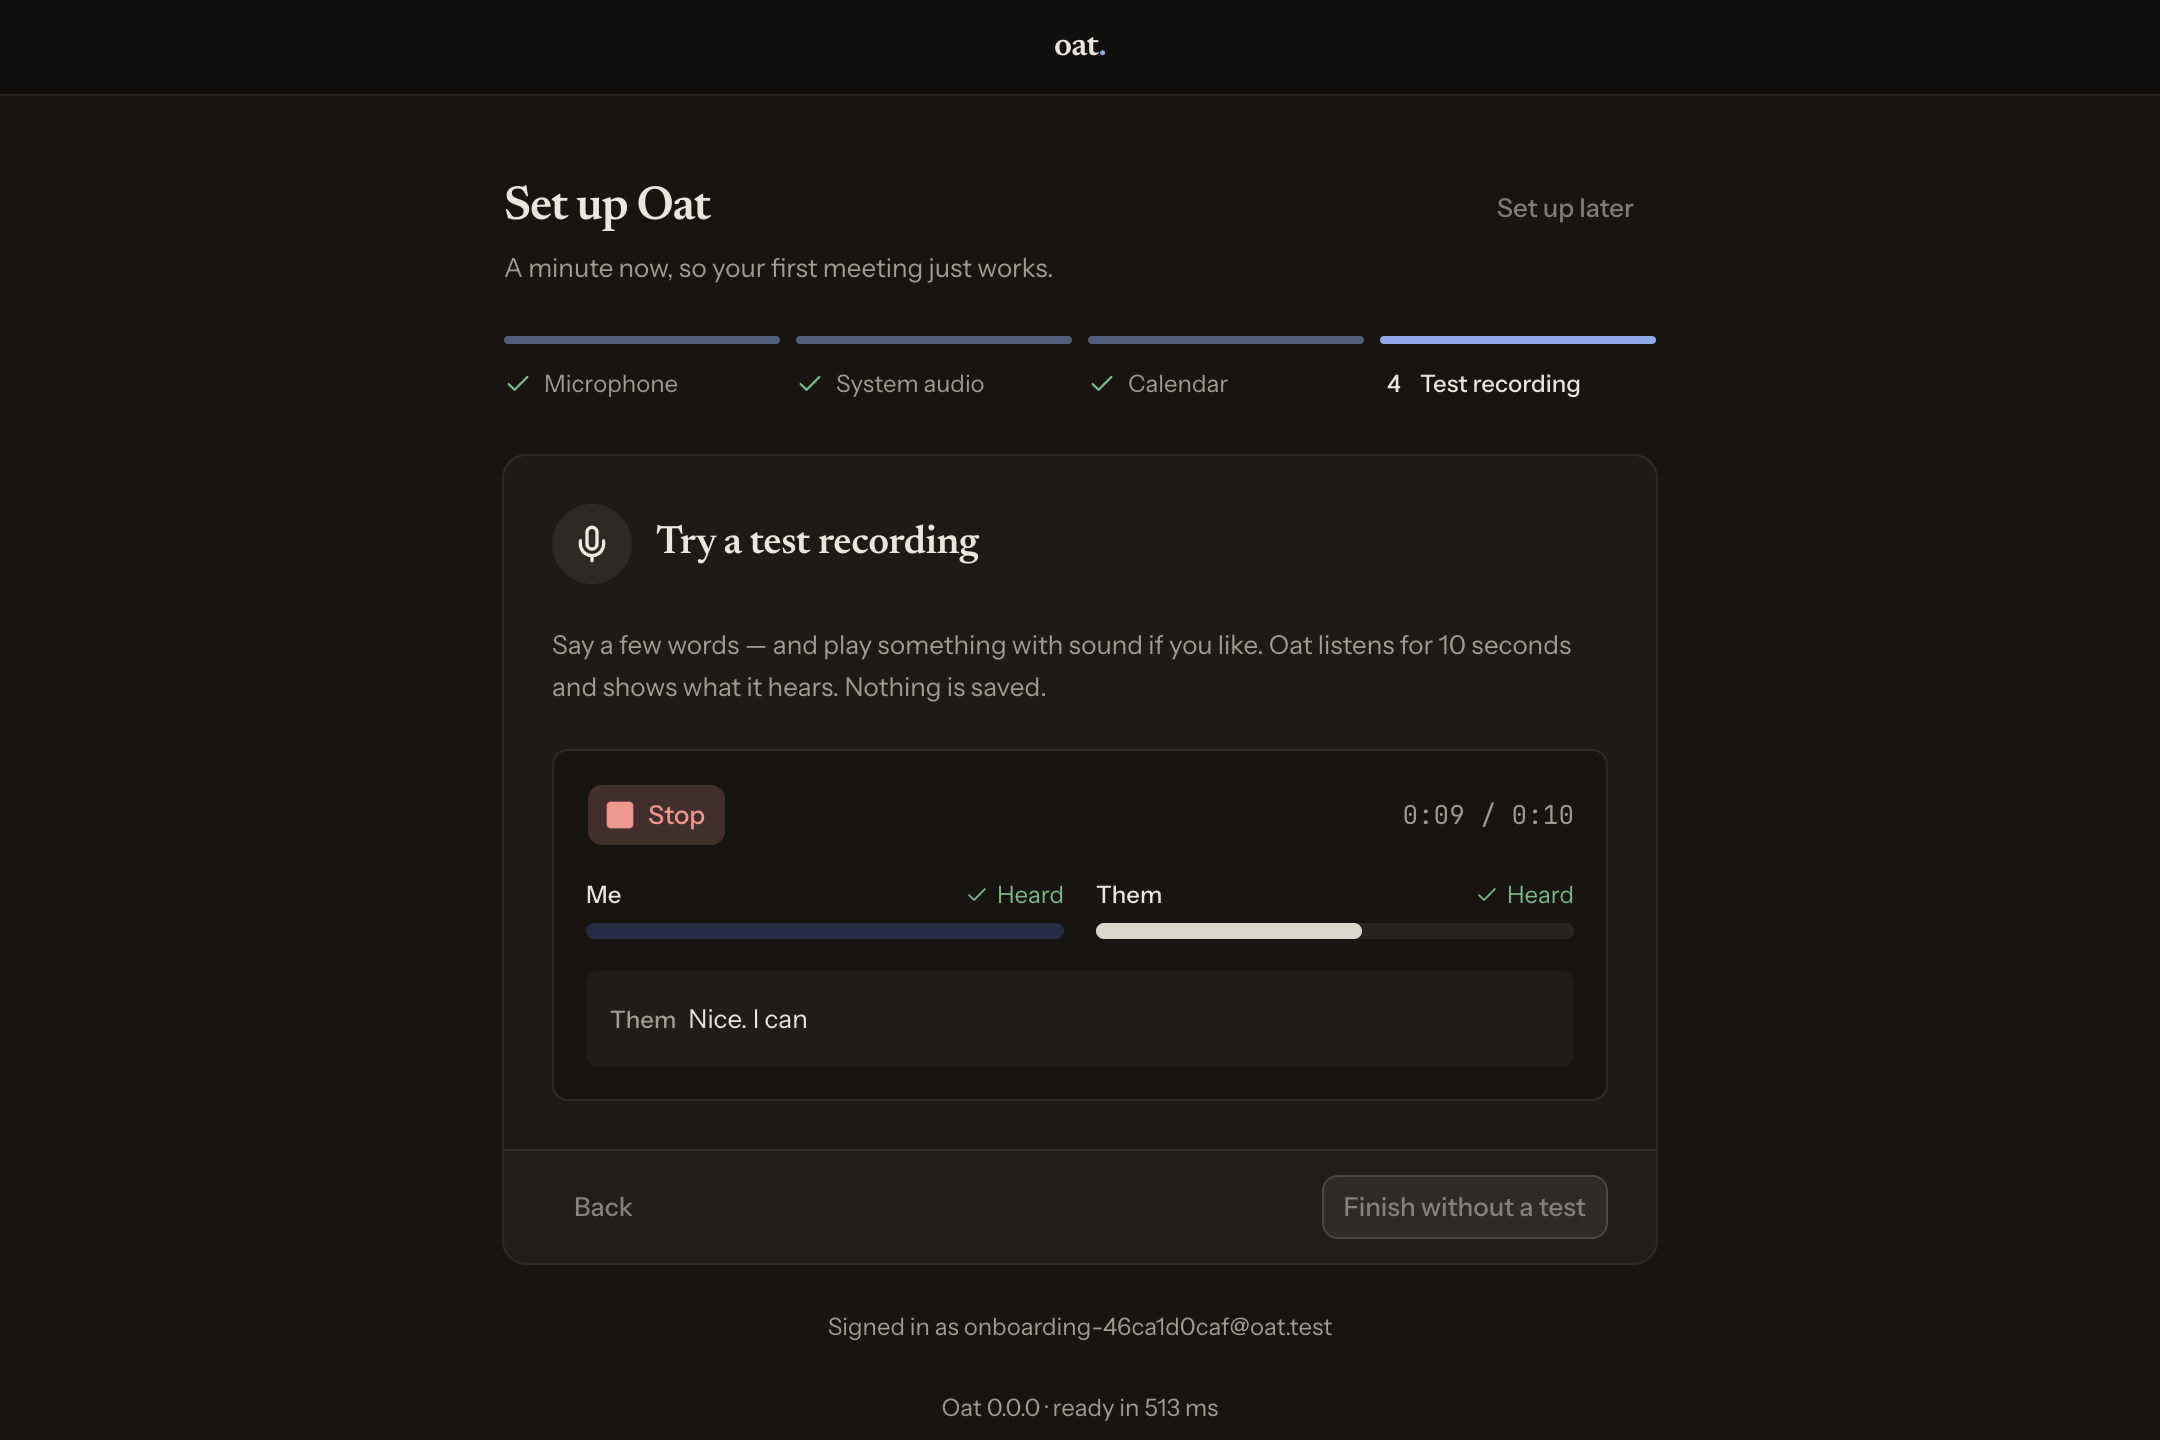 oat.
Set up Oat
Set up later
A minute now, so your first meeting just works.
Microphone
System audio
Calendar
4 Test recording
Try a test recording
Say a few words — and play something with sound if you like. Oat listens for 10 seconds
and shows what it hears. Nothing is saved.
Stop
0:09 / 0:10
Me
Heard
Them
Heard
Them Nice. I can
Back
Finish without a test
Signed in as onboarding-46ca1d0caf@oat.test
Oat 0.0.0 · ready in 513 ms